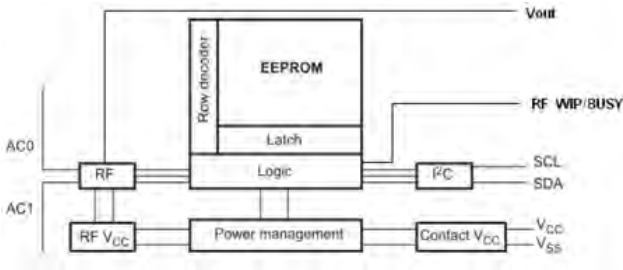 Vout
Row decoder
EEPROM
RF WIP/BUSY
Latch
AC0
RF
Logic
I²C
SCL
SDA
AC1
RF VCC
Power management
Contact VCC
VCC
VSS